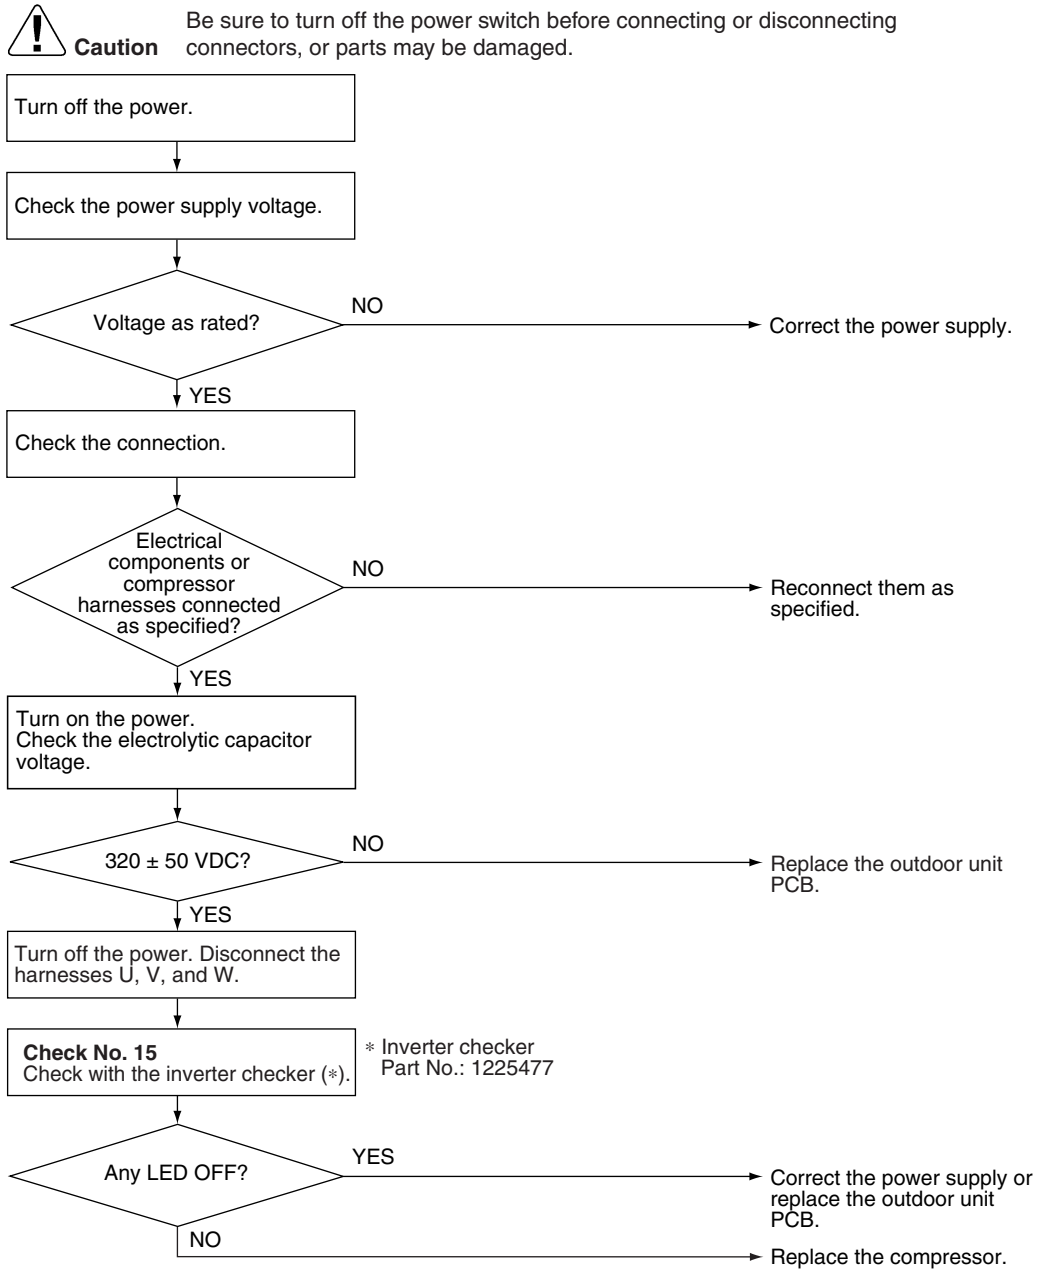 Be sure to turn off the power switch before connecting or disconnecting
Caution connectors, or parts may be damaged.
Turn off the power.
Check the power supply voltage.
NO
Voltage as rated?
Correct the power supply.
YES
Check the connection.
Electrical
components or
compressor
harnesses connected
as specified?
NO
Reconnect them as
specified.
YES
Turn on the power.
Check the electrolytic capacitor
voltage.
NO
320 ± 50 VDC?
Replace the outdoor unit
PCB.
YES
Turn off the power. Disconnect the
harnesses U, V, and W.
Check No. 15
Check with the inverter checker (∗).
∗ Inverter checker
Part No.: 1225477
YES
Any LED OFF?
Correct the power supply or
replace the outdoor unit
PCB.
NO
Replace the compressor.